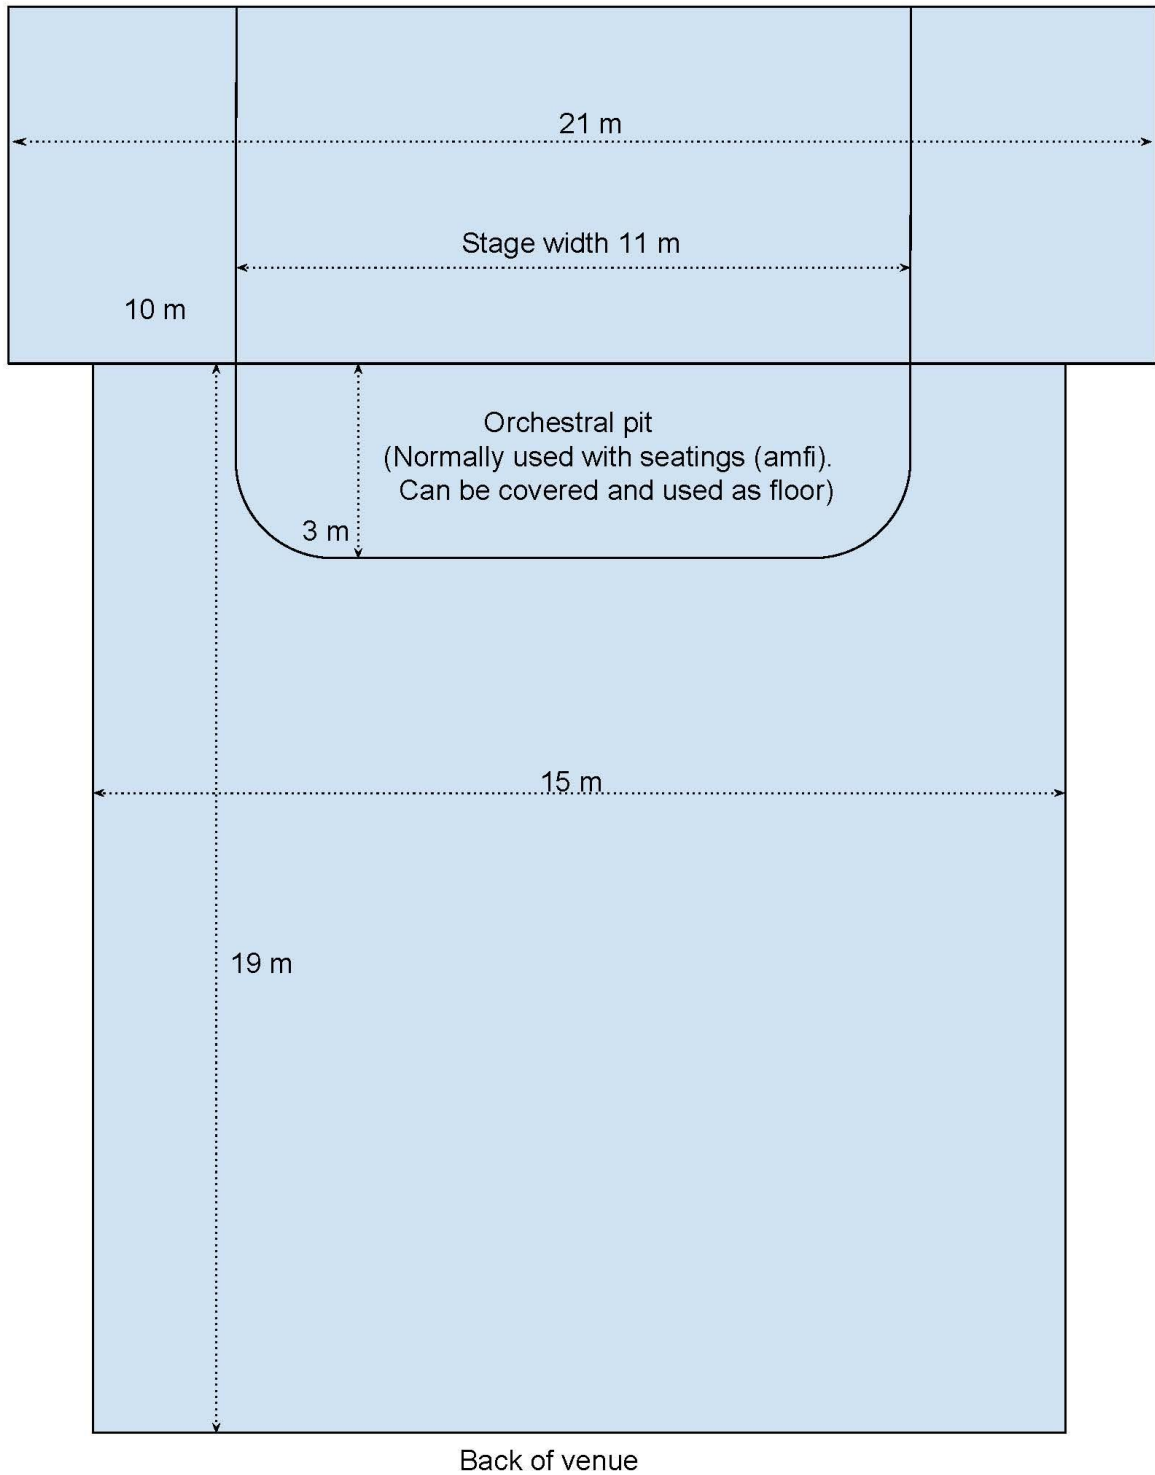 21 m
Stage width 11 m
10 m
Orchestral pit
(Normally used with seatings (amfi).
Can be covered and used as floor)
3 m
15 m
19 m
Back of venue